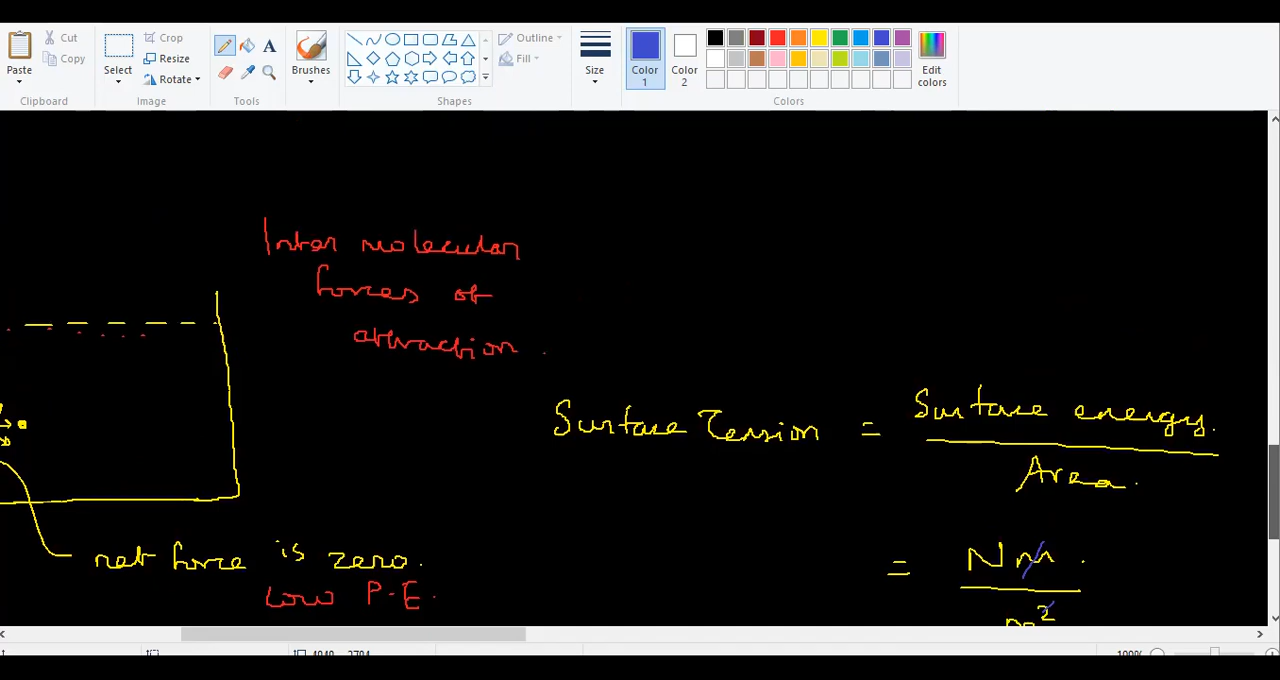 Cut
Copy
Paste
Clipboard
Select
Crop
Resize
Rotate
Image
A
Tools
Brushes
Outline
Fill
Shapes
Size
Color 1
Color 2
Edit colors
Colors
Inter molecular
forces of
attraction.
Surface Tension = Surface energy.
Area.
= Nm.
m²
net force is zero.
Low P.E.
100%